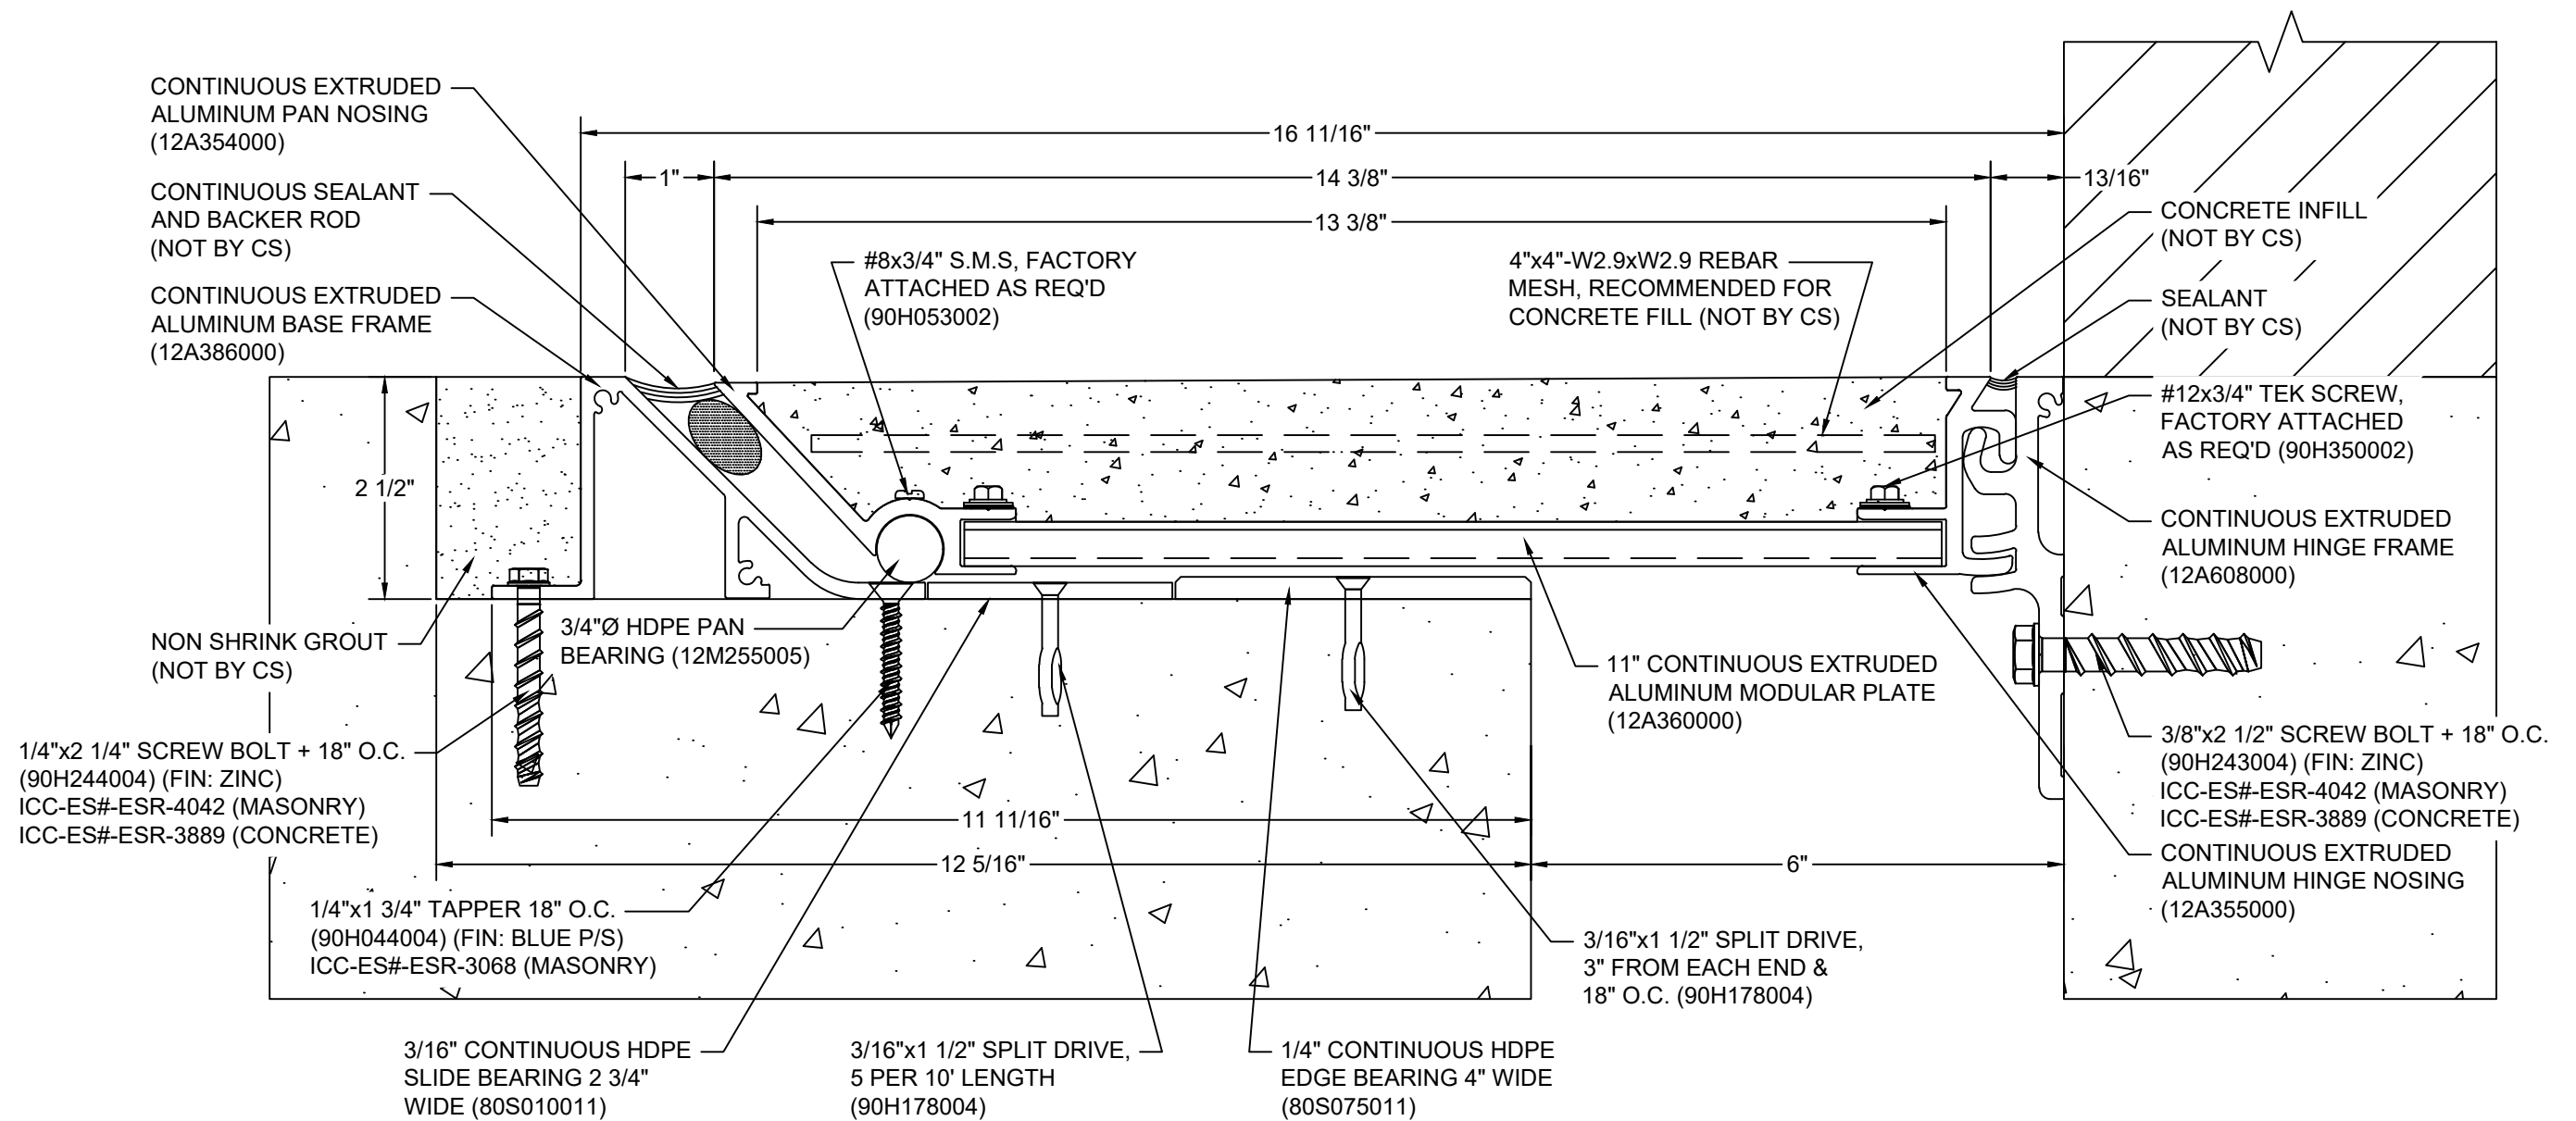 CONTINUOUS EXTRUDED
ALUMINUM PAN NOSING
(12A354000)
CONTINUOUS SEALANT
AND BACKER ROD
(NOT BY CS)
CONTINUOUS EXTRUDED
ALUMINUM BASE FRAME
(12A386000)
16 11/16"
1"
14 3/8"
13/16"
13 3/8"
#8x3/4" S.M.S, FACTORY
ATTACHED AS REQ'D
(90H053002)
4"x4"-W2.9xW2.9 REBAR
MESH, RECOMMENDED FOR
CONCRETE FILL (NOT BY CS)
CONCRETE INFILL
(NOT BY CS)
SEALANT
(NOT BY CS)
#12x3/4" TEK SCREW,
FACTORY ATTACHED
AS REQ'D (90H350002)
2 1/2"
CONTINUOUS EXTRUDED
ALUMINUM HINGE FRAME
(12A608000)
NON SHRINK GROUT
(NOT BY CS)
3/4"Ø HDPE PAN
BEARING (12M255005)
11" CONTINUOUS EXTRUDED
ALUMINUM MODULAR PLATE
(12A360000)
1/4"x2 1/4" SCREW BOLT + 18" O.C.
(90H244004) (FIN: ZINC)
ICC-ES#-ESR-4042 (MASONRY)
ICC-ES#-ESR-3889 (CONCRETE)
3/8"x2 1/2" SCREW BOLT + 18" O.C.
(90H243004) (FIN: ZINC)
ICC-ES#-ESR-4042 (MASONRY)
ICC-ES#-ESR-3889 (CONCRETE)
11 11/16"
12 5/16"
6"
CONTINUOUS EXTRUDED
ALUMINUM HINGE NOSING
(12A355000)
1/4"x1 3/4" TAPPER 18" O.C.
(90H044004) (FIN: BLUE P/S)
ICC-ES#-ESR-3068 (MASONRY)
3/16"x1 1/2" SPLIT DRIVE,
3" FROM EACH END &
18" O.C. (90H178004)
3/16" CONTINUOUS HDPE
SLIDE BEARING 2 3/4"
WIDE (80S010011)
3/16"x1 1/2" SPLIT DRIVE,
5 PER 10' LENGTH
(90H178004)
1/4" CONTINUOUS HDPE
EDGE BEARING 4" WIDE
(80S075011)